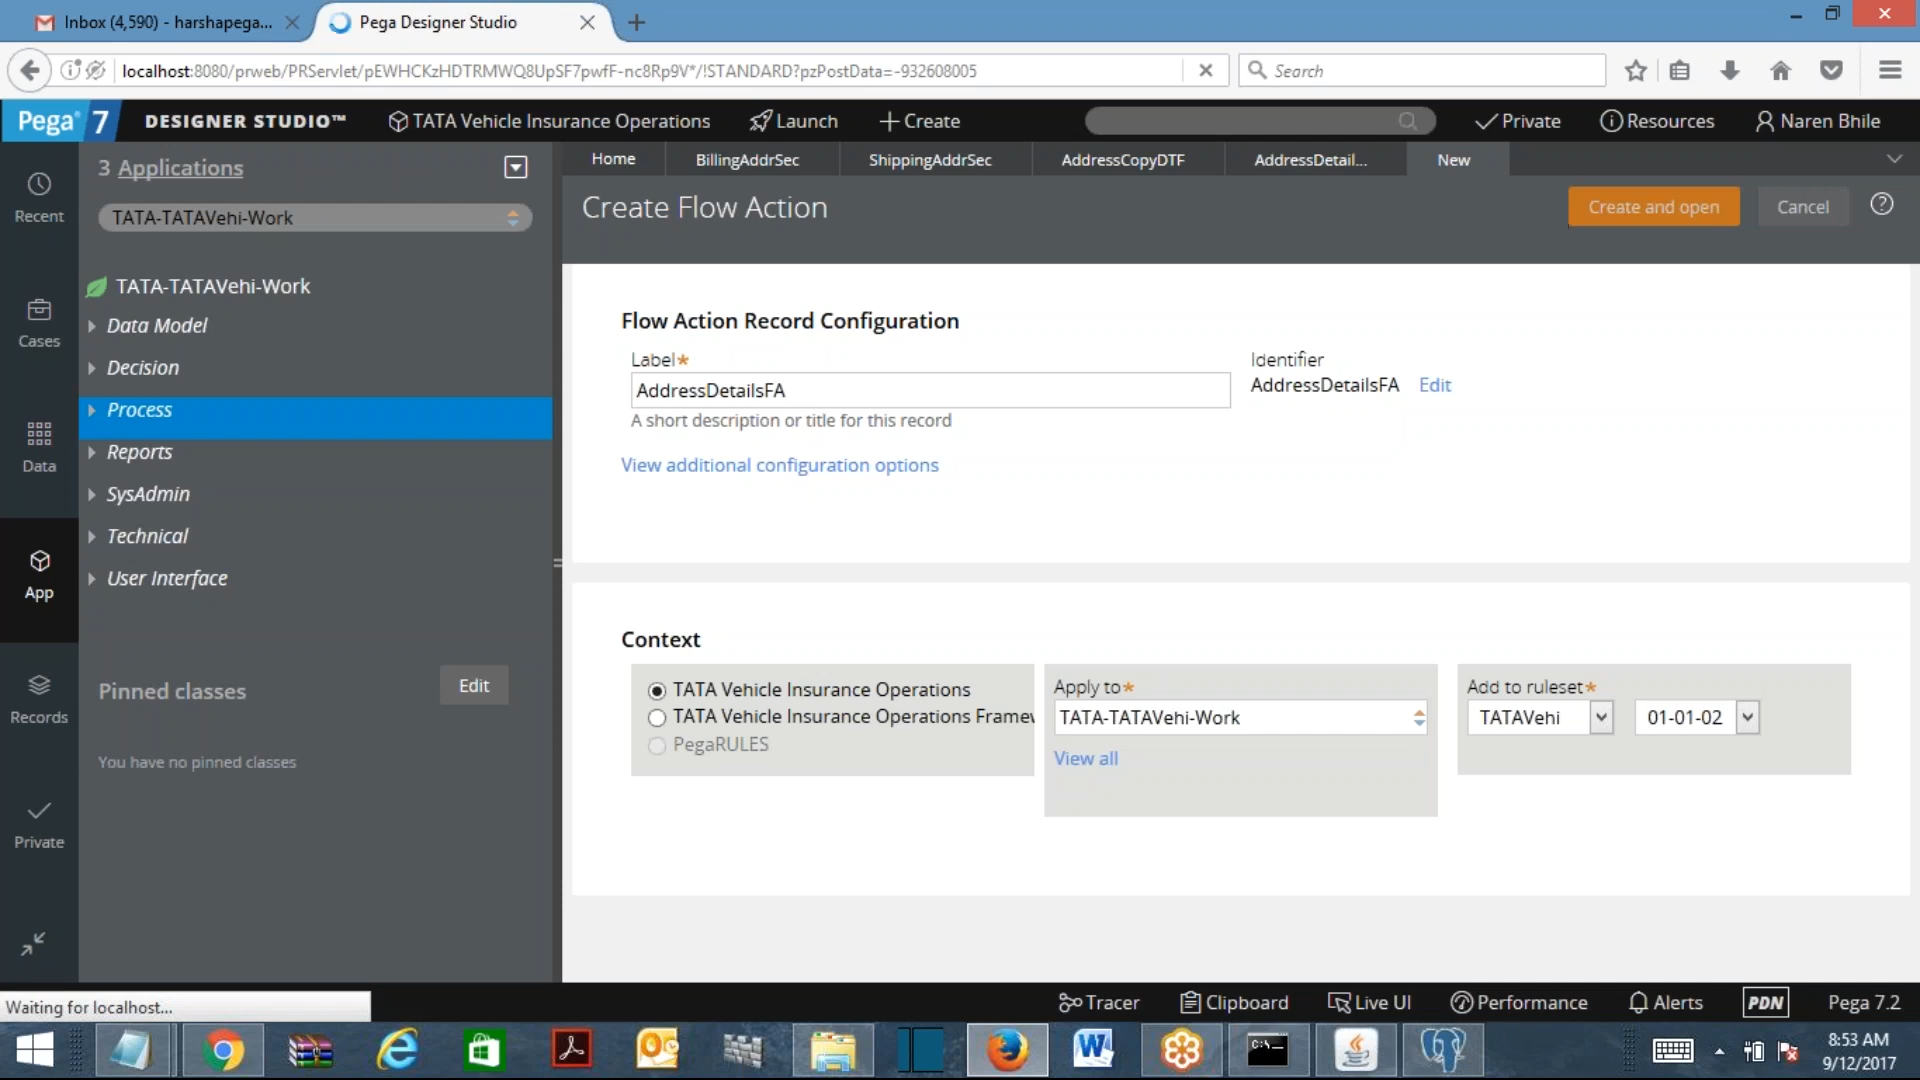 Inbox (4,590) - harshapega...
Pega Designer Studio
localhost:8080/prweb/PRServlet/pEWHCKzHDTRMWQ8UpSF7pwfF-nc8Rp9V*/!STANDARD?pzPostData=-932608005
Search
Pega 7
DESIGNER STUDIO™
TATA Vehicle Insurance Operations
Launch
Create
Private
Resources
Naren Bhile
3 Applications
Home
BillingAddrSec
ShippingAddrSec
AddressCopyDTF
AddressDetail...
New
Recent
Cases
Data
App
Records
Private
TATA-TATAVehi-Work
TATA-TATAVehi-Work
Data Model
Decision
Process
Reports
SysAdmin
Technical
User Interface
Pinned classes
Edit
You have no pinned classes
Create Flow Action
Create and open
Cancel
Flow Action Record Configuration
Label*
Identifier
AddressDetailsFA
AddressDetailsFA Edit
A short description or title for this record
View additional configuration options
Context
TATA Vehicle Insurance Operations
TATA Vehicle Insurance Operations Framew
PegaRULES
Apply to*
TATA-TATAVehi-Work
View all
Add to ruleset*
TATAVehi
01-01-02
Waiting for localhost...
Tracer
Clipboard
Live UI
Performance
Alerts
PDN
Pega 7.2
8:53 AM
9/12/2017